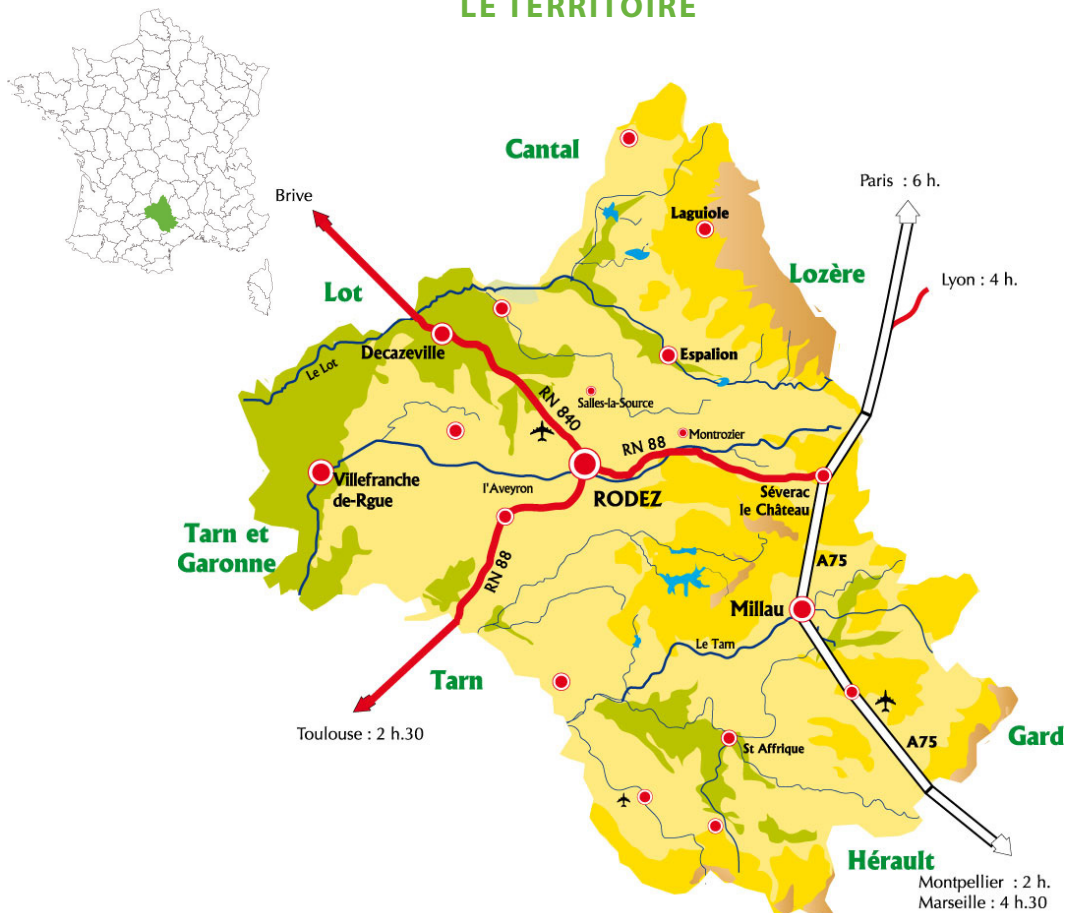 LE TERRITOIRE
Cantal
Paris : 6 h.
Brive
Laguiole
Lozère
Lyon : 4 h.
Lot
Decazeville
Espalion
Le Lot
RN 840
Salles-la-Source
Montrozier
RN 88
Villefranche
de-Rgue
l'Aveyron
RODEZ
Séverac
le Château
Tarn et
Garonne
RN 88
A75
Millau
Le Tarn
Tarn
Toulouse : 2 h.30
St Affrique
A75
Gard
Hérault
Montpellier : 2 h.
Marseille : 4 h.30